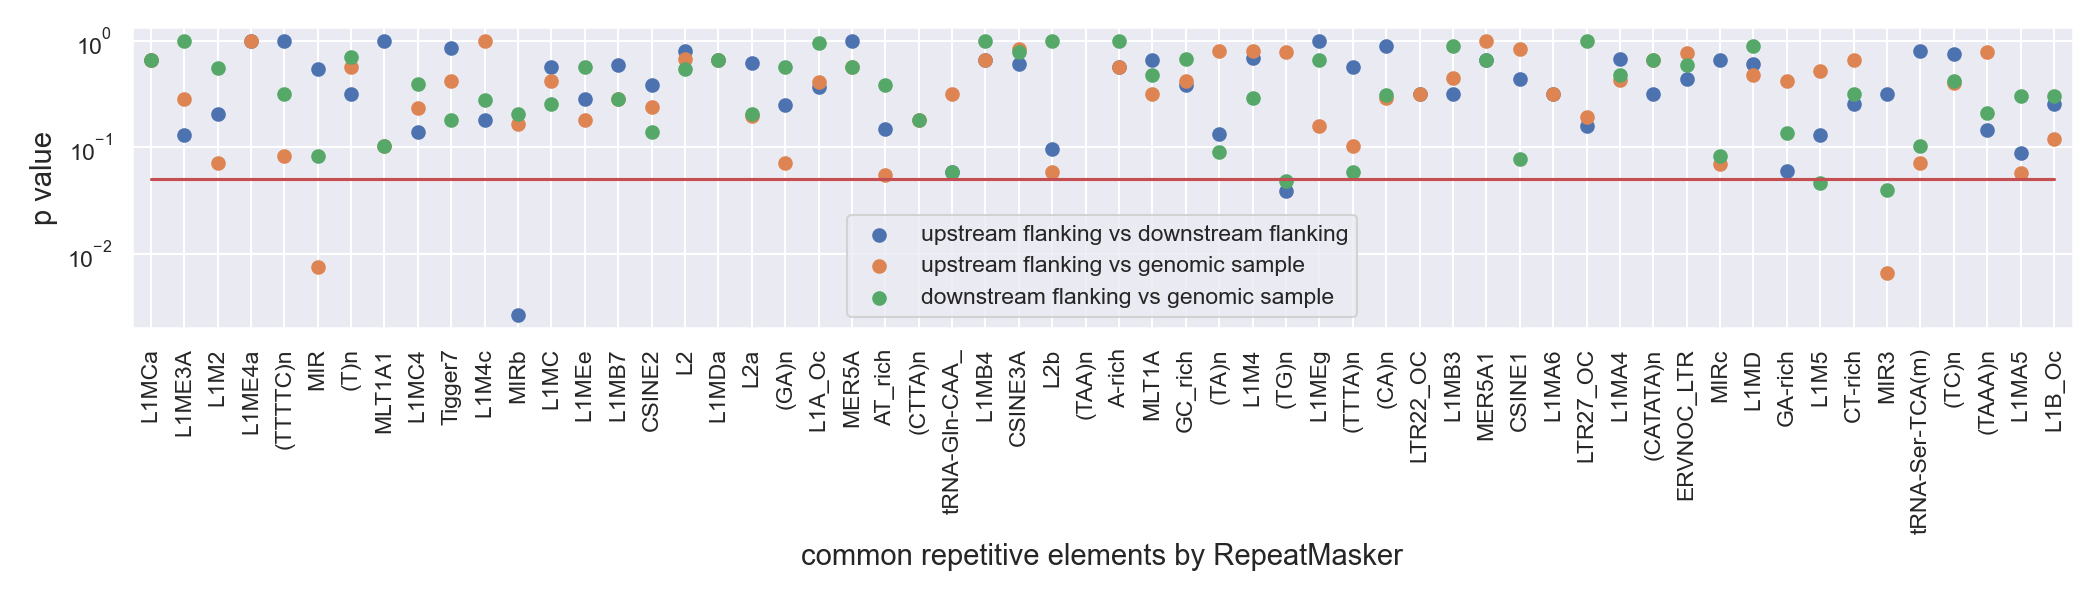 p value
10^0
10^−1
10^−2
upstream flanking vs downstream flanking
upstream flanking vs genomic sample
downstream flanking vs genomic sample
L1MCa
L1ME3A
L1M2
L1ME4a
(TTTTC)n
MIR
(T)n
MLT1A1
L1MC4
Tigger7
L1M4c
MIRb
L1MC
L1MEe
L1MB7
CSINE2
L2
L1MDa
L2a
(GA)n
L1A_Oc
MER5A
AT_rich
(CTTA)n
tRNA-Gln-CAA_
L1MB4
CSINE3A
L2b
(TAA)n
A-rich
MLT1A
GC_rich
(TA)n
L1M4
(TG)n
L1MEg
(TTTA)n
(CA)n
LTR22_OC
L1MB3
MER5A1
CSINE1
L1MA6
LTR27_OC
L1MA4
(CATATA)n
ERVNOC_LTR
MIRc
L1MD
GA-rich
L1M5
CT-rich
MIR3
tRNA-Ser-TCA(m)
(TC)n
(TAAA)n
L1MA5
L1B_Oc
common repetitive elements by RepeatMasker